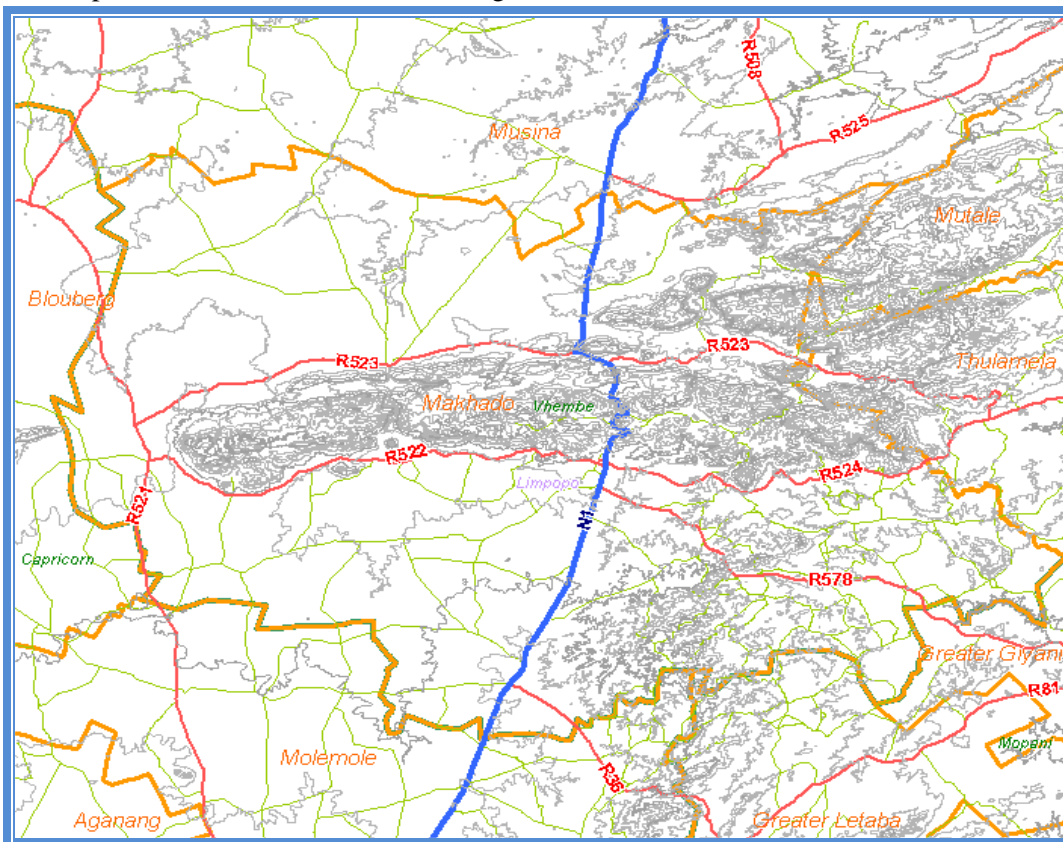 R508
R525
Musina
Mutale
Blouberg
R523
R523
Thulamela
Makhado
Vhembe
R522
R524
Limpopo
R521
N1
Capricorn
R578
Greater Giyani
R81
Mopani
Molemole
R36
Aganang
Greater Letaba